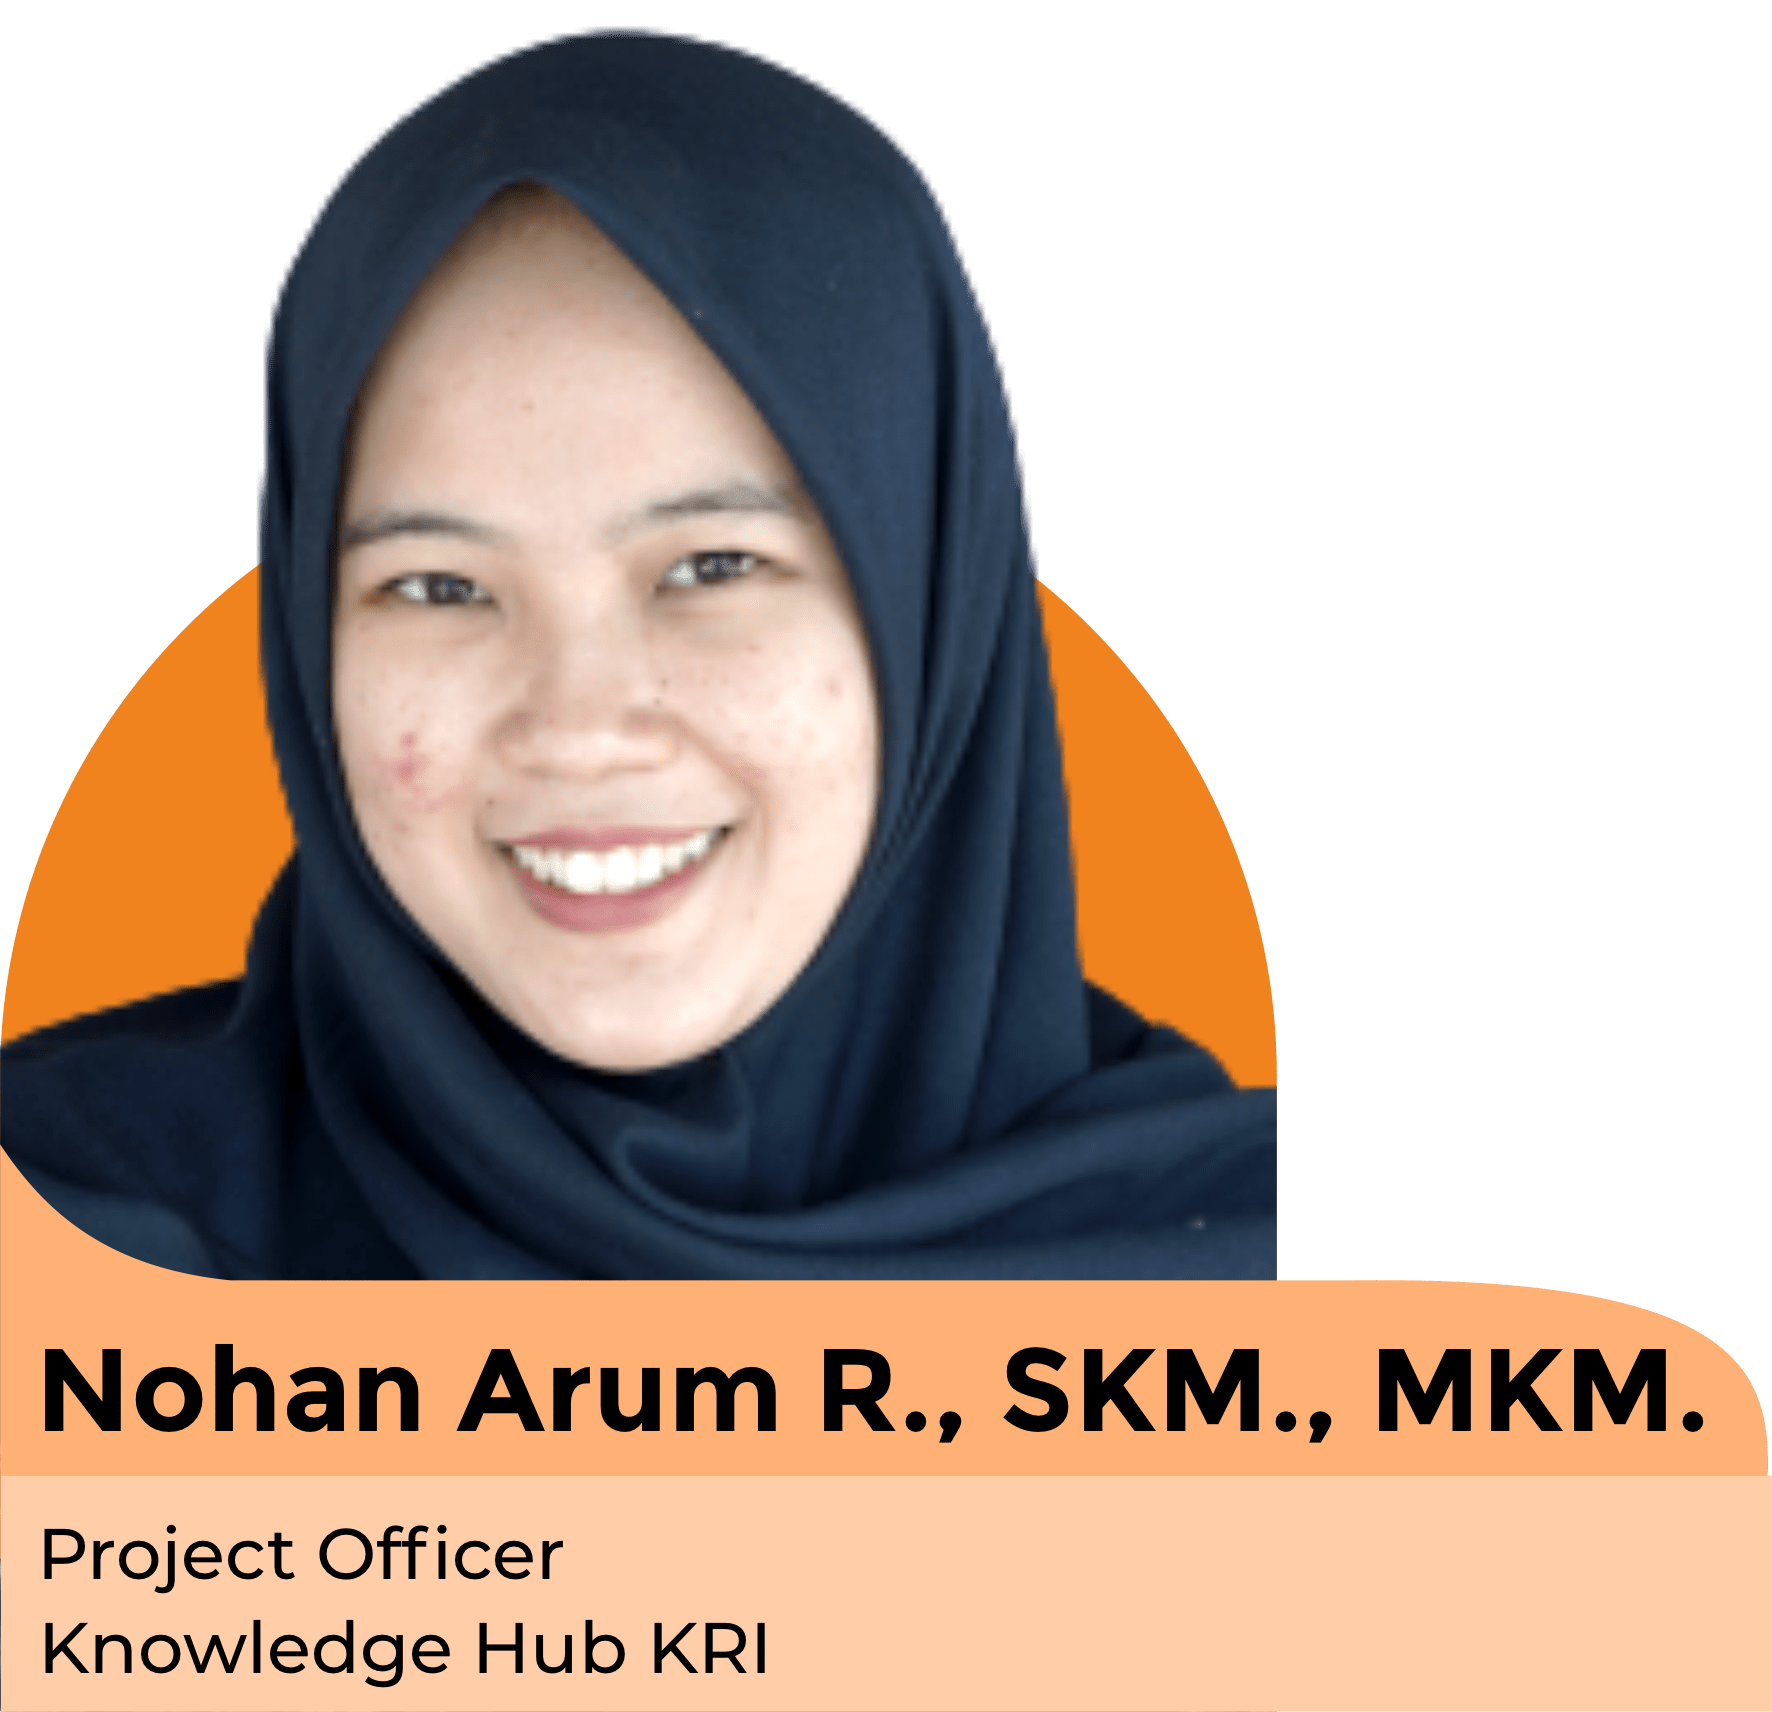 Nohan Arum R., SKM., MKM.
Project Officer
Knowledge Hub KRI